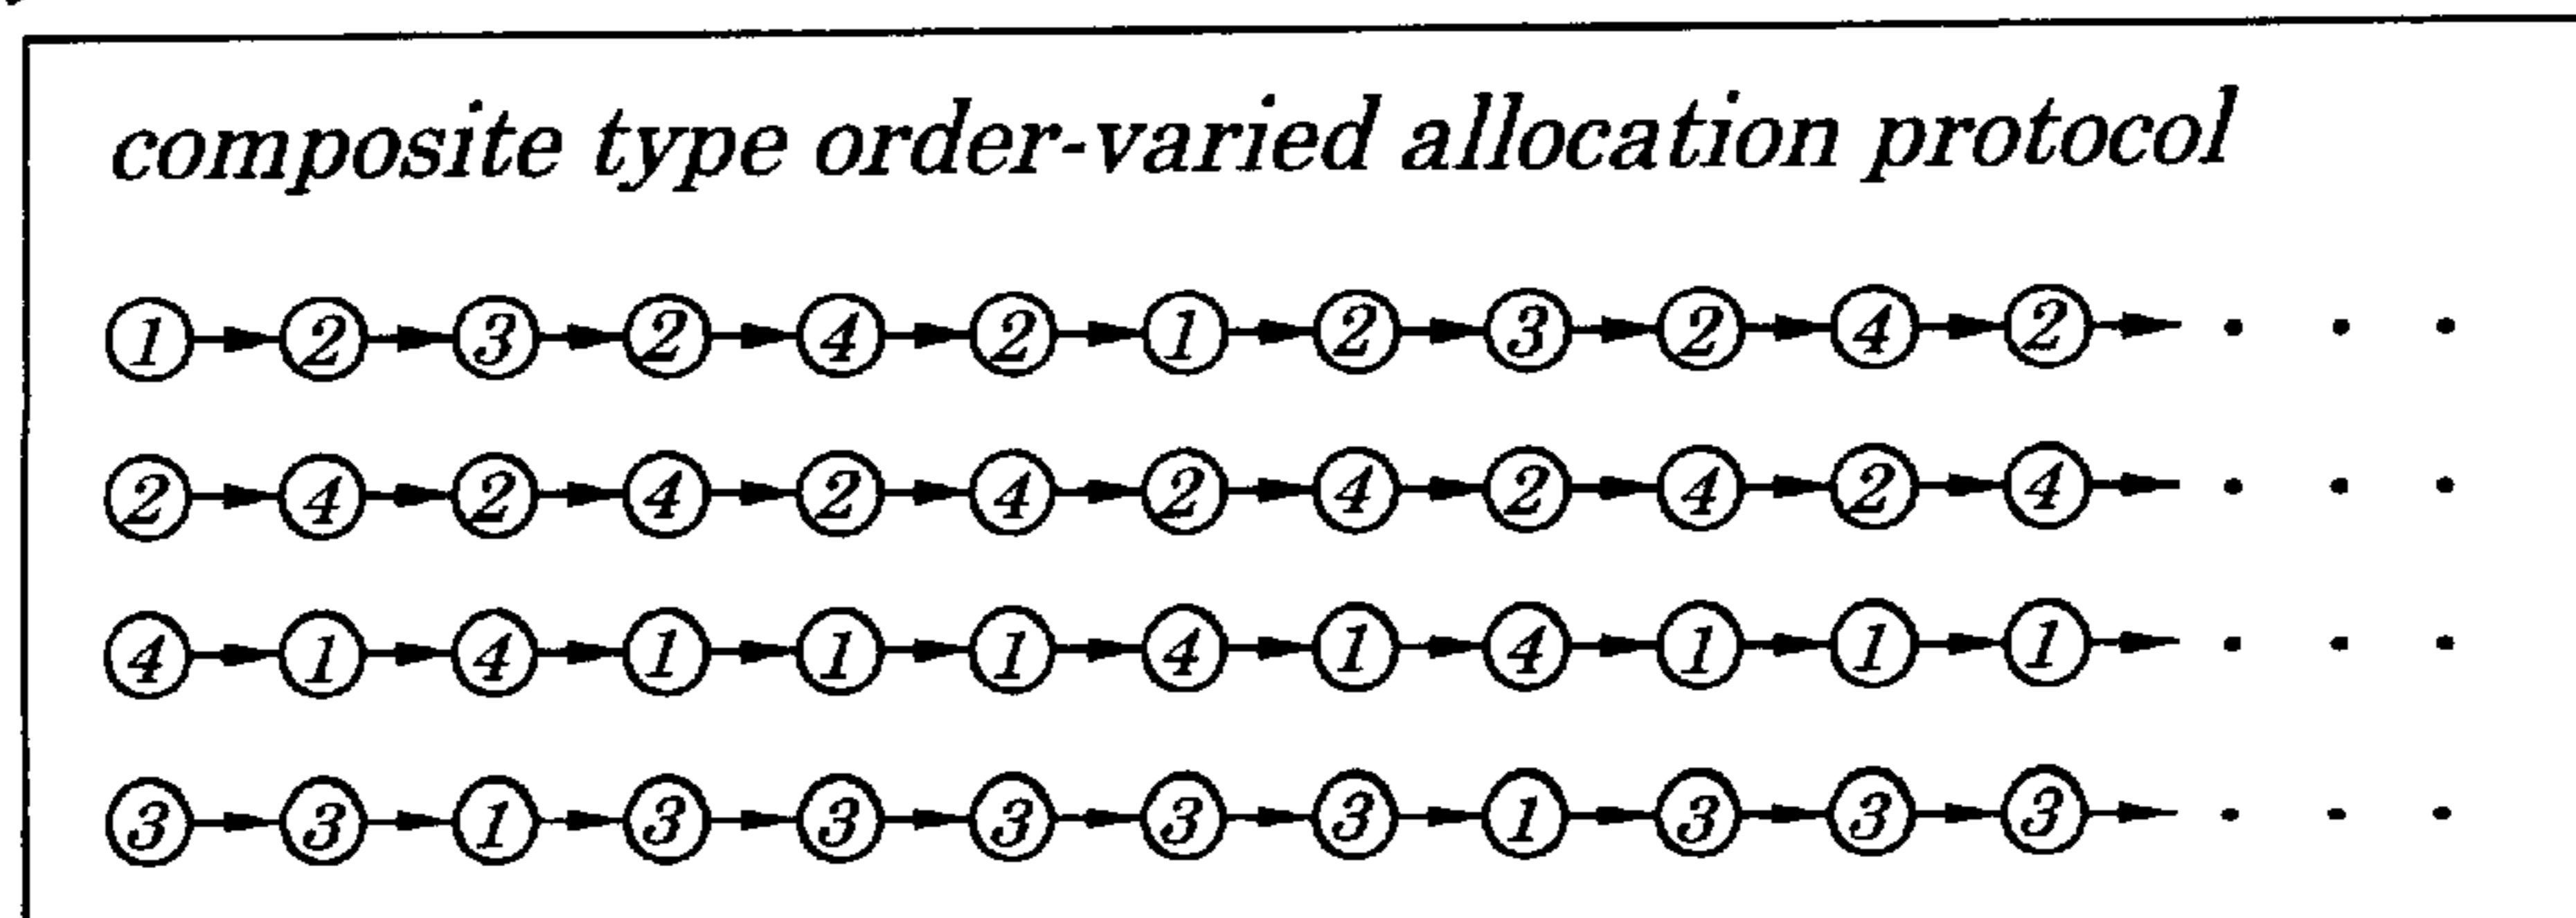 composite type order-varied allocation protocol
1 2 3 2 4 2 1 2 3 2 4 2 . . .
2 4 2 4 2 4 2 4 2 4 2 4 . . .
4 1 4 1 1 1 4 1 4 1 1 1 . . .
3 3 1 3 3 3 3 3 1 3 3 3 . . .